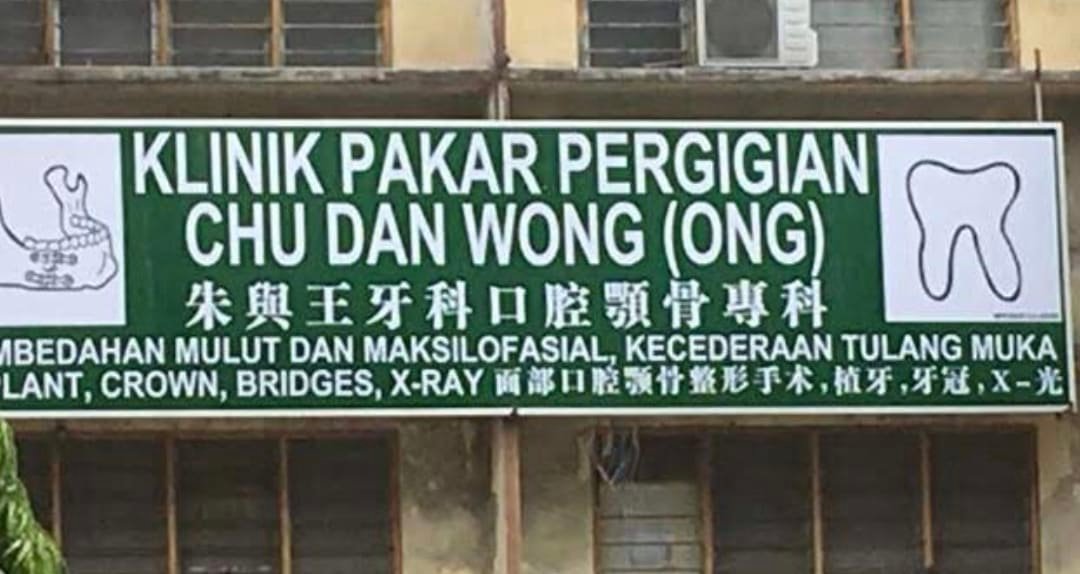 KLINIK PAKAR PERGIGIAN
CHU DAN WONG (ONG)
朱與王牙科口腔顎骨專科
MBEDAHAN MULUT DAN MAKSILOFASIAL, KECEDERAAN TULANG MUKA
PLANT, CROWN, BRIDGES, X-RAY 面部口腔颚骨整形手术,植牙,牙冠,X-光